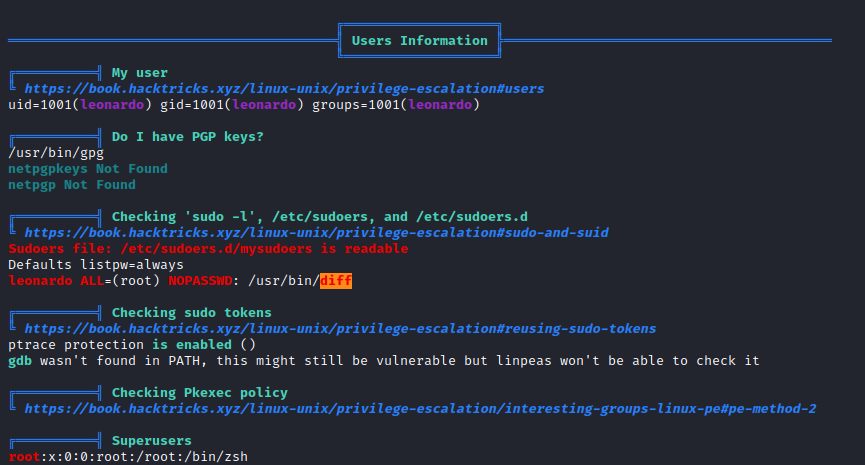 Users Information
My user
https://book.hacktricks.xyz/linux-unix/privilege-escalation#users
uid=1001(leonardo) gid=1001(leonardo) groups=1001(leonardo)
Do I have PGP keys?
/usr/bin/gpg
netpgpkeys Not Found
netpgp Not Found
Checking 'sudo -l', /etc/sudoers, and /etc/sudoers.d
https://book.hacktricks.xyz/linux-unix/privilege-escalation#sudo-and-suid
Sudoers file: /etc/sudoers.d/mysudoers is readable
Defaults listpw=always
leonardo ALL=(root) NOPASSWD: /usr/bin/diff
Checking sudo tokens
https://book.hacktricks.xyz/linux-unix/privilege-escalation#reusing-sudo-tokens
ptrace protection is enabled ()
gdb wasn't found in PATH, this might still be vulnerable but linpeas won't be able to check it
Checking Pkexec policy
https://book.hacktricks.xyz/linux-unix/privilege-escalation/interesting-groups-linux-pe#pe-method-2
Superusers
root:x:0:0:root:/root:/bin/zsh